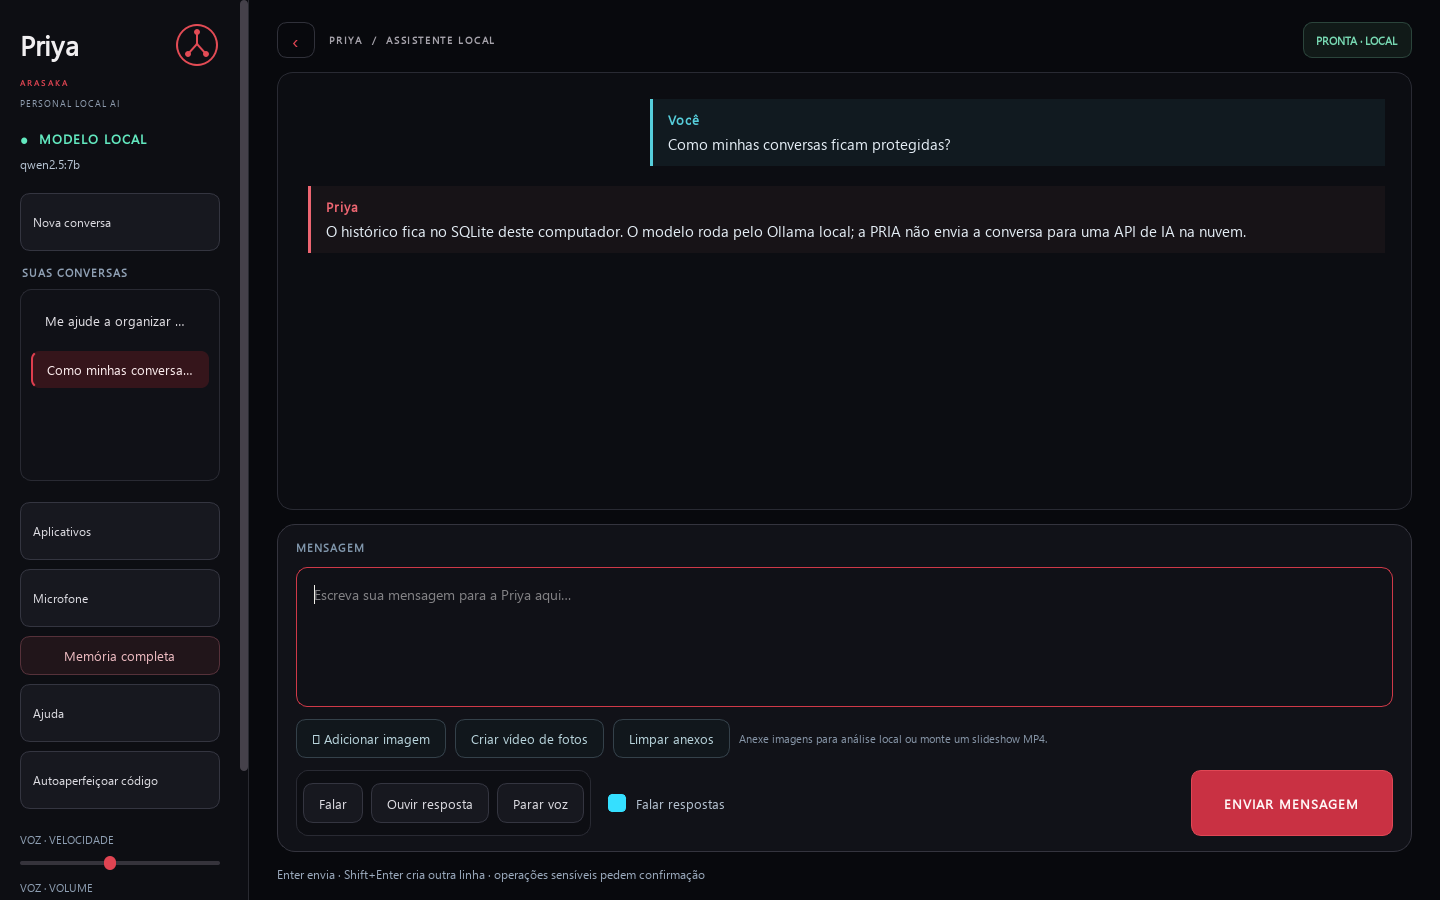 Priya
ARASAKA
PERSONAL LOCAL AI
● MODELO LOCAL
qwen2.5:7b
Nova conversa
SUAS CONVERSAS
Me ajude a organizar ...
Como minhas conversa...
Aplicativos
Microfone
Memória completa
Ajuda
Autoaperfeiçoar código
VOZ · VELOCIDADE
VOZ · VOLUME
‹ PRIYA / ASSISTENTE LOCAL
PRONTA · LOCAL
Você
Como minhas conversas ficam protegidas?
Priya
O histórico fica no SQLite deste computador. O modelo roda pelo Ollama local; a PRIA não envia a conversa para uma API de IA na nuvem.
MENSAGEM
Escreva sua mensagem para a Priya aqui...
Adicionar imagem
Criar vídeo de fotos
Limpar anexos
Anexe imagens para análise local ou monte um slideshow MP4.
Falar
Ouvir resposta
Parar voz
Falar respostas
ENVIAR MENSAGEM
Enter envia · Shift+Enter cria outra linha · operações sensíveis pedem confirmação